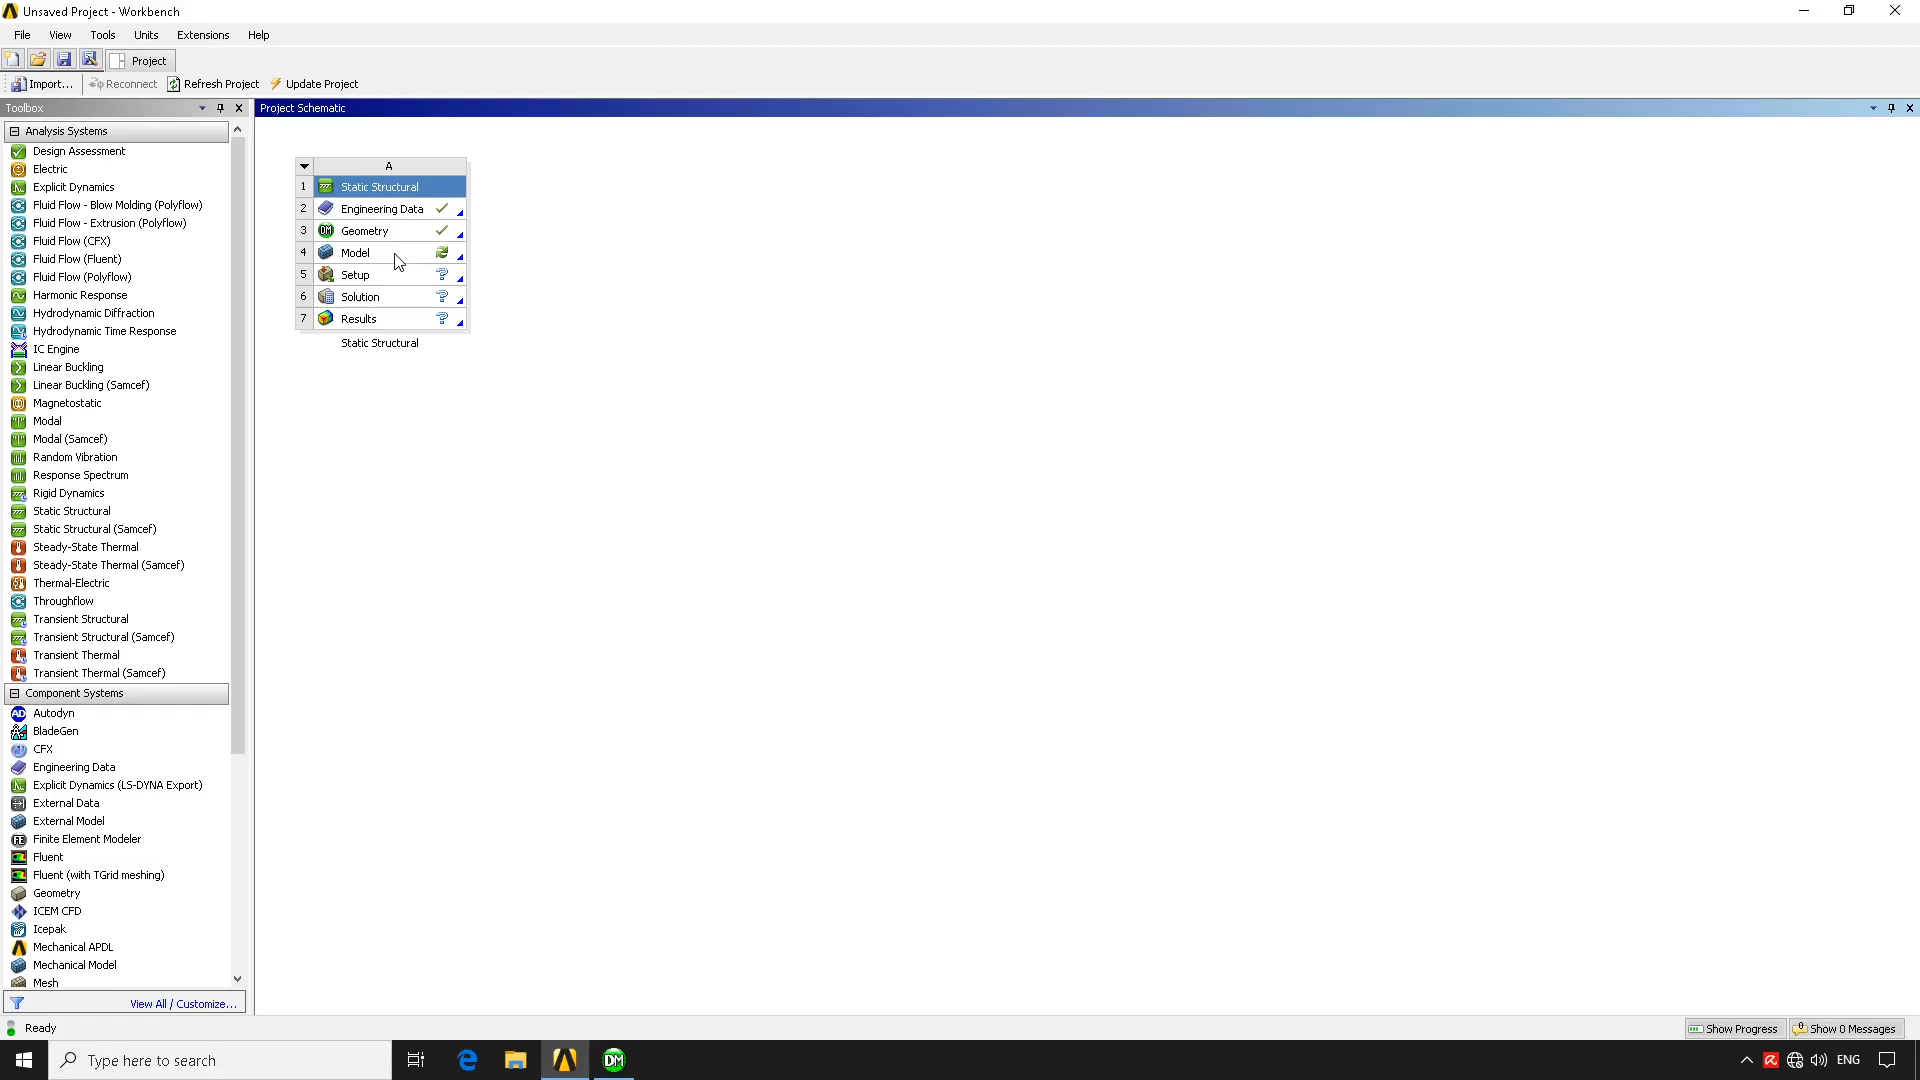 Unsaved Project - Workbench
File View Tools Units Extensions Help
Project
Import... Reconnect Refresh Project Update Project
Toolbox
Project Schematic
Analysis Systems
Design Assessment
Electric
Explicit Dynamics
Fluid Flow - Blow Molding (Polyflow)
Fluid Flow - Extrusion (Polyflow)
Fluid Flow (CFX)
Fluid Flow (Fluent)
Fluid Flow (Polyflow)
Harmonic Response
Hydrodynamic Diffraction
Hydrodynamic Time Response
IC Engine
Linear Buckling
Linear Buckling (Samcef)
Magnetostatic
Modal
Modal (Samcef)
Random Vibration
Response Spectrum
Rigid Dynamics
Static Structural
Static Structural (Samcef)
Steady-State Thermal
Steady-State Thermal (Samcef)
Thermal-Electric
Throughflow
Transient Structural
Transient Structural (Samcef)
Transient Thermal
Transient Thermal (Samcef)
Component Systems
Autodyn
BladeGen
CFX
Engineering Data
Explicit Dynamics (LS-DYNA Export)
External Data
External Model
Finite Element Modeler
Fluent
Fluent (with TGrid meshing)
Geometry
ICEM CFD
Icepak
Mechanical APDL
Mechanical Model
Mesh
View All / Customize...
A
1 Static Structural
2 Engineering Data
3 DM Geometry
4 Model
5 Setup ?
6 Solution ?
7 Results ?
Static Structural
Ready
Show Progress Show 0 Messages
Type here to search
DM
ENG